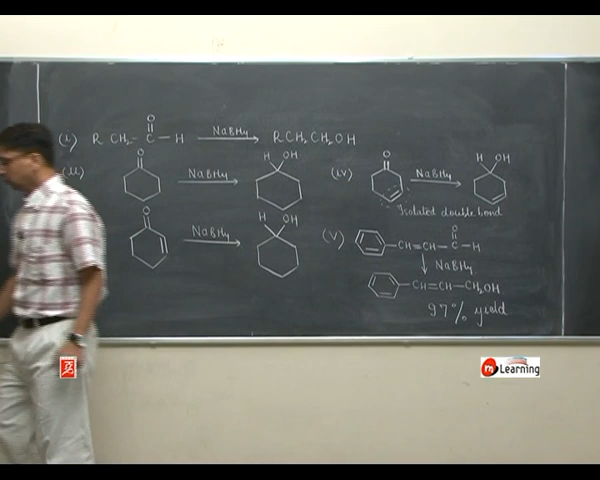 (i) R CH2 - C - H NaBH4 RCH2CH2OH
O
(ii) O NaBH4 H OH
O NaBH4 H OH
(iv) O NaBH4 H OH
Isolated double bond
(v) CH=CH - C - H
O
NaBH4
CH=CH-CH2OH
97% yield
m Learning